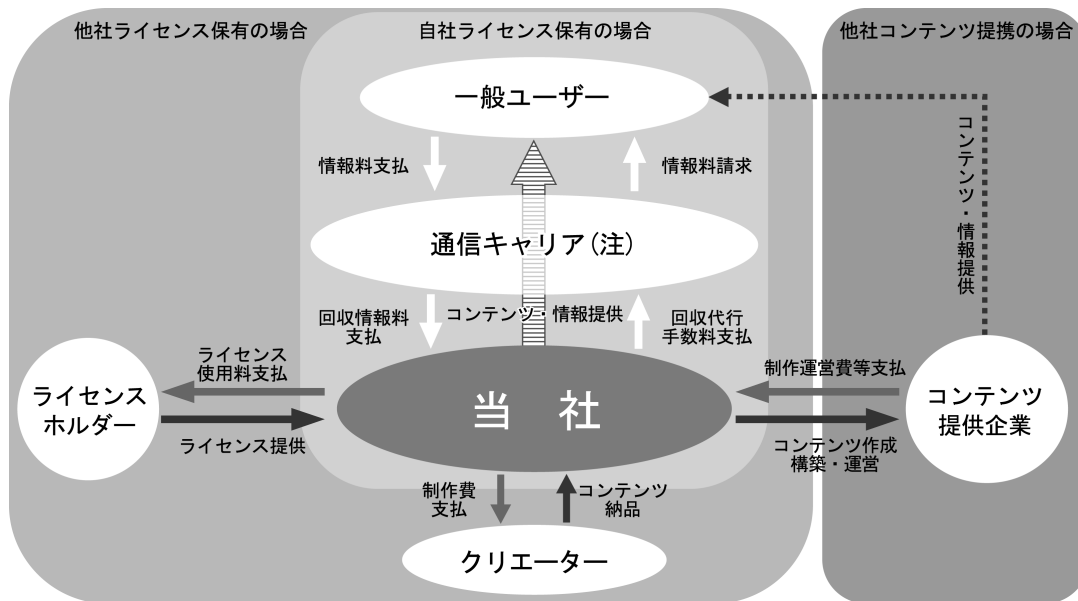 他社ライセンス保有の場合
自社ライセンス保有の場合
他社コンテンツ提携の場合
一般ユーザー
情報料支払
情報料請求
コンテンツ・情報提供
通信キャリア(注)
回収情報料
支払
コンテンツ・情報提供
回収代行
手数料支払
ライセンス
使用料支払
制作運営費等支払
ライセンス
ホルダー
当　社
コンテンツ
提供企業
ライセンス提供
コンテンツ作成
構築・運営
制作費
支払
コンテンツ
納品
クリエーター